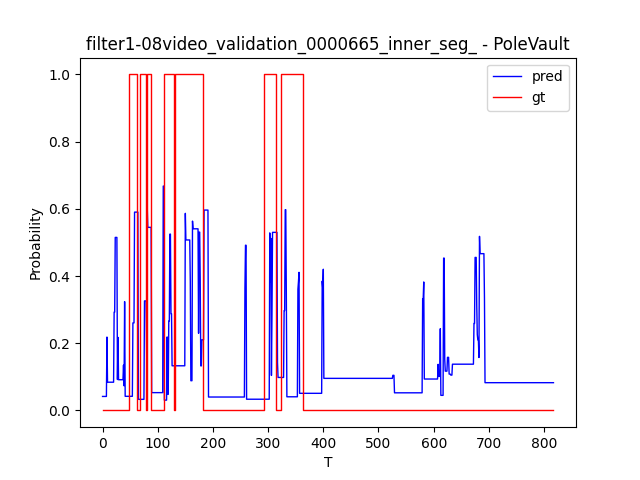 filter1-08video_validation_0000665_inner_seg_ - PoleVault
pred
gt
1.0
0.8
0.6
0.4
0.2
0.0
Probability
0 100 200 300 400 500 600 700 800
T